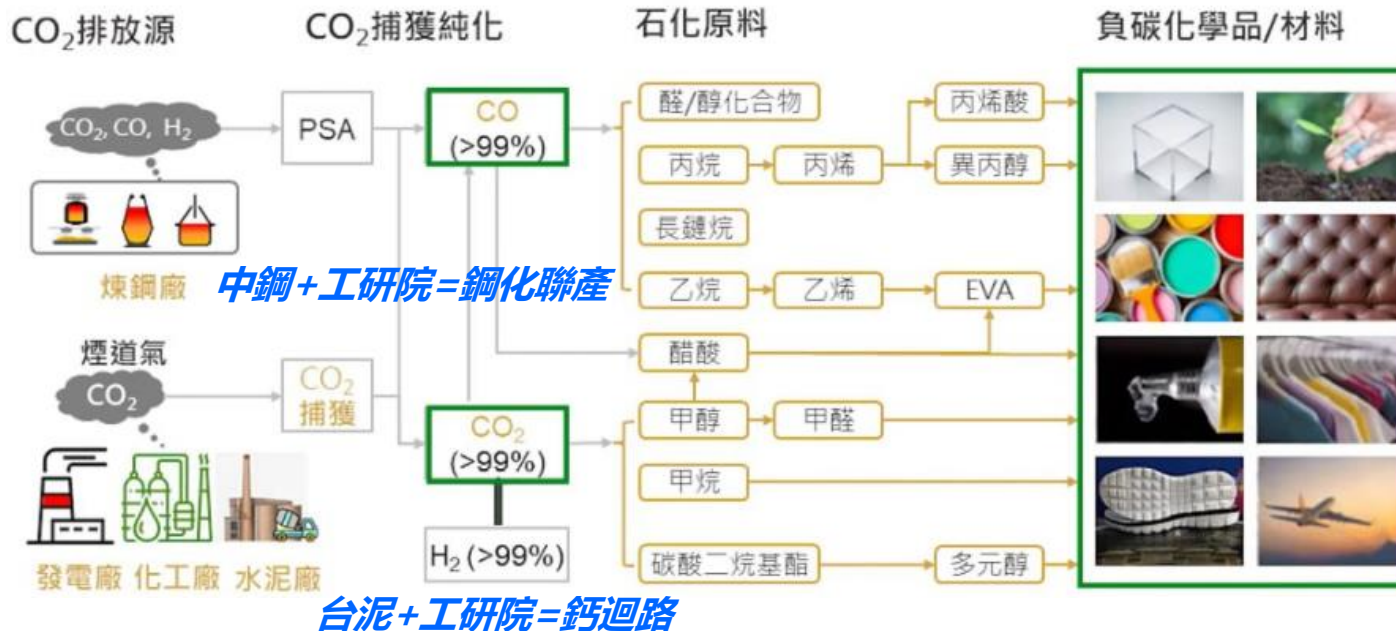 CO₂排放源
CO₂捕獲純化
石化原料
負碳化學品/材料
CO₂, CO, H₂
PSA
CO
(>99%)
醛/醇化合物
丙烯酸
丙烷
丙烯
異丙醇
長鏈烷
煉鋼廠
中鋼+工研院=鋼化聯產
乙烷
乙烯
EVA
煙道氣
CO₂
CO₂
捕獲
醋酸
CO₂
(>99%)
甲醇
甲醛
甲烷
H₂ (>99%)
碳酸二烷基酯
多元醇
發電廠
化工廠
水泥廠
台泥+工研院=鈣迴路